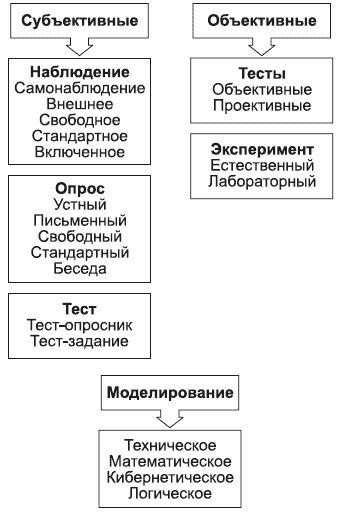 Субъективные
Наблюдение
Самонаблюдение
Внешнее
Свободное
Стандартное
Включенное
Опрос
Устный
Письменный
Свободный
Стандартный
Беседа
Тест
Тест-опросник
Тест-задание
Объективные
Тесты
Объективные
Проективные
Эксперимент
Естественный
Лабораторный
Моделирование
Техническое
Математическое
Кибернетическое
Логическое